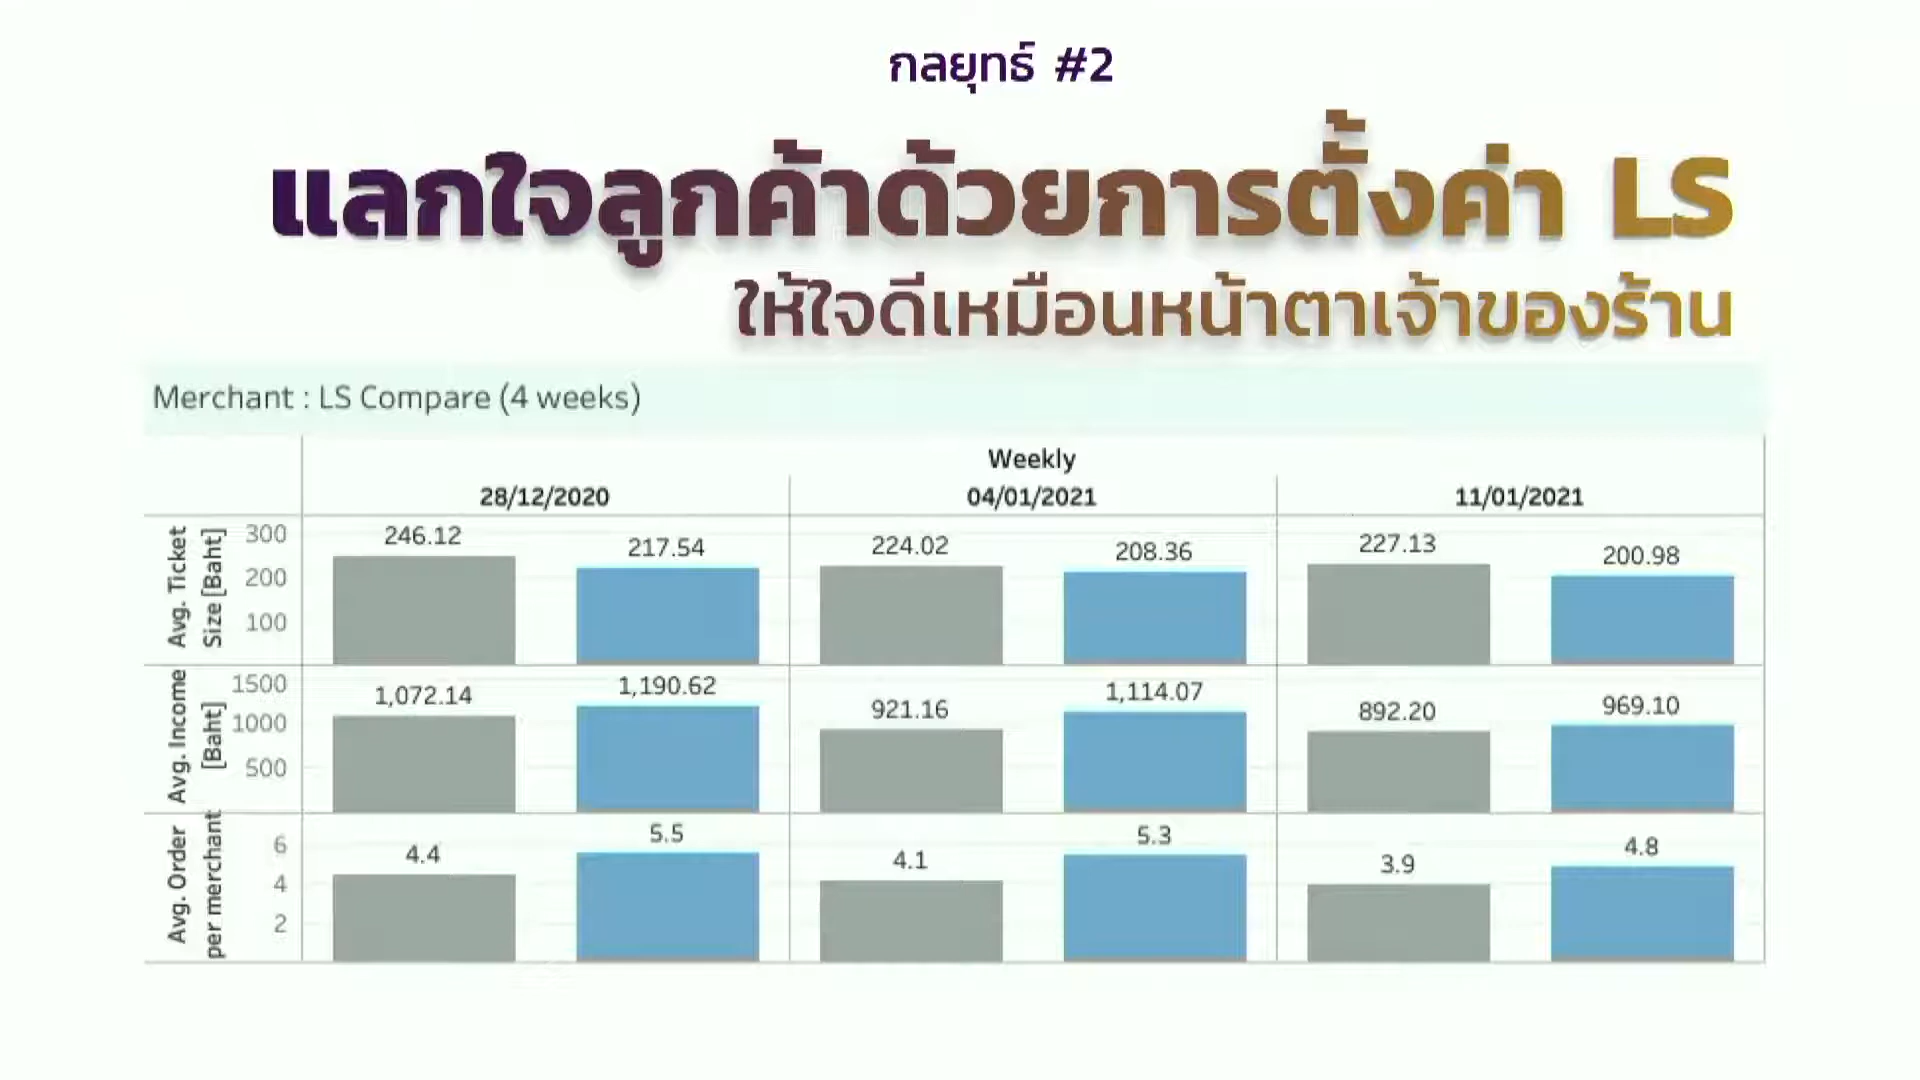 กลยุทธ์ #2
แลกใจลูกค้าด้วยการตั้งค่า LS
ให้ใจดีเหมือนหน้าตาเจ้าของร้าน
Merchant : LS Compare (4 weeks)
Weekly
28/12/2020 04/01/2021 11/01/2021
Avg. Ticket
Size [Baht]
300
200
100
246.12 217.54 224.02 208.36 227.13 200.98
Avg. Income
[Baht]
1500
1000
500
1,072.14 1,190.62 921.16 1,114.07 892.20 969.10
Avg. Order
per merchant
6
4
2
4.4 5.5 4.1 5.3 3.9 4.8